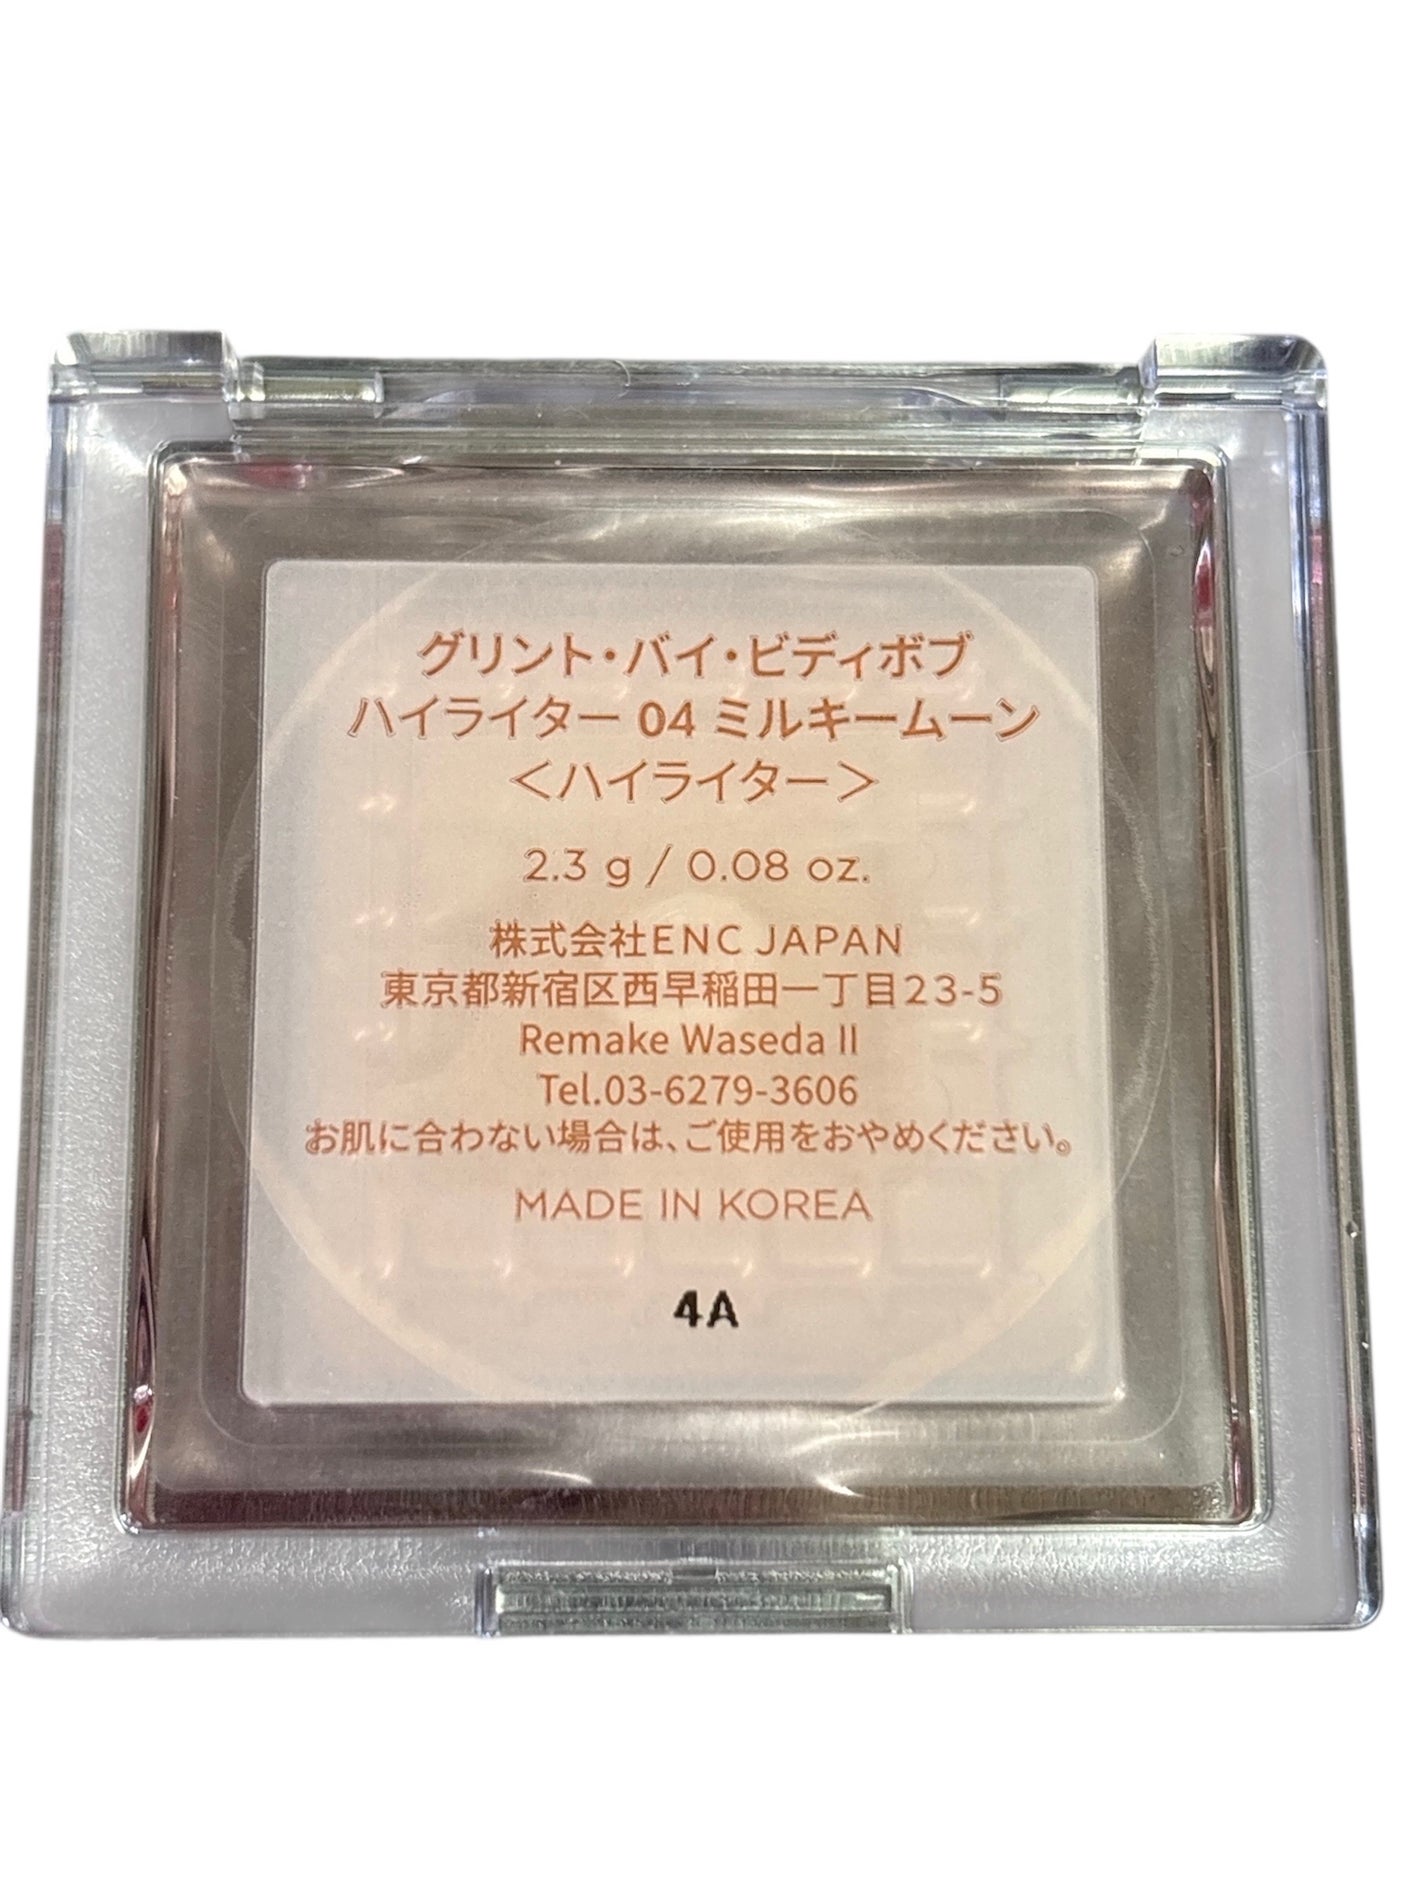 グリント・バイ・ビディボブ
ハイライター 04 ミルキームーン
＜ハイライター＞
2.3 g / 0.08 oz.
株式会社ENC JAPAN
東京都新宿区西早稲田一丁目23-5
Remake Waseda II
Tel.03-6279-3606
お肌に合わない場合は、ご使用をおやめください。
MADE IN KOREA
4A